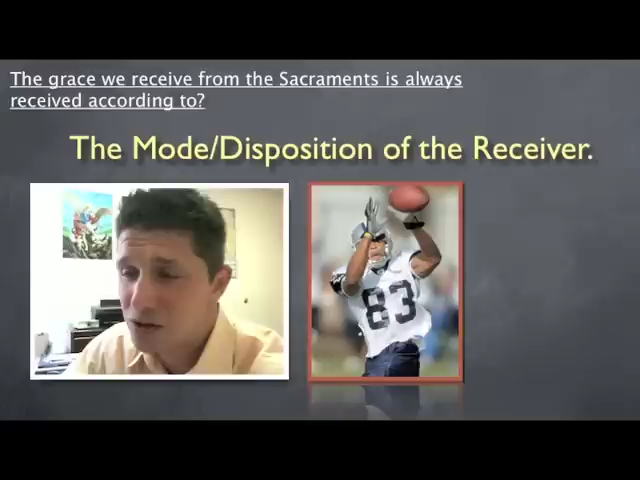 The grace we receive from the Sacraments is always
received according to?
The Mode/Disposition of the Receiver.
83